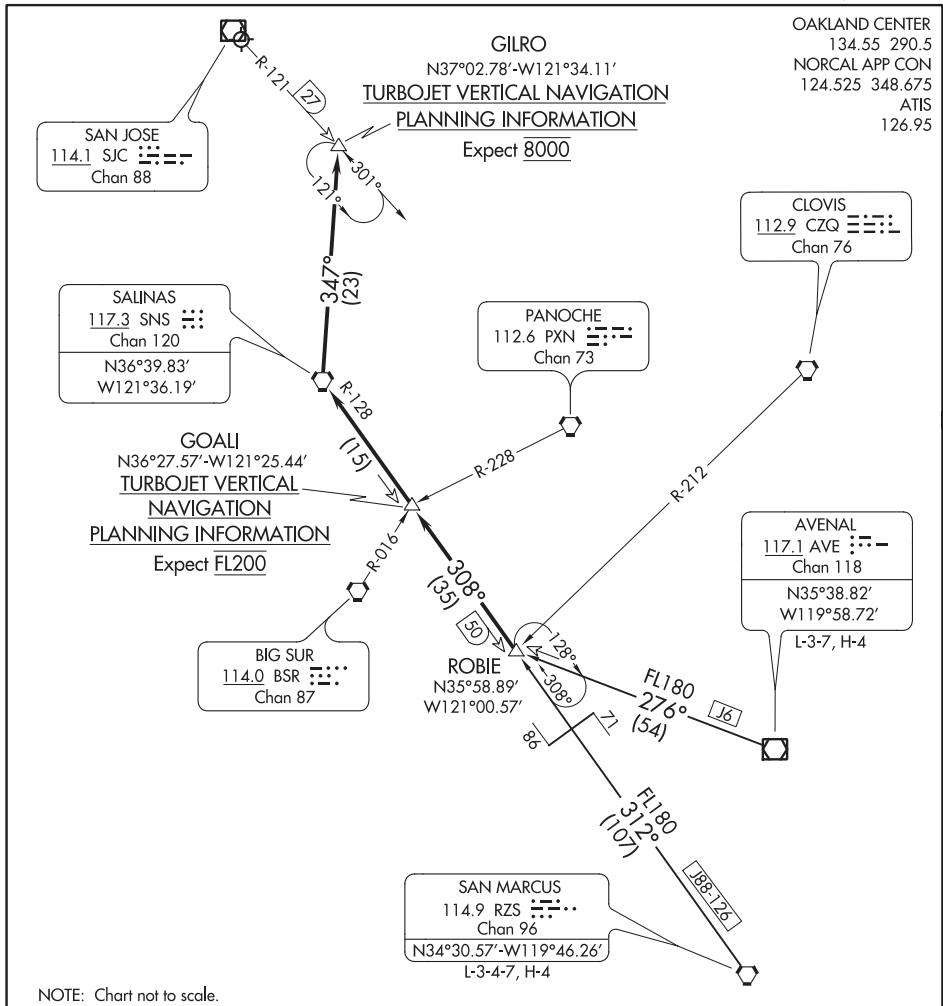 OAKLAND CENTER
134.55 290.5
NORCAL APP CON
124.525 348.675
ATIS
126.95
GILRO
N37°02.78'-W121°34.11'
TURBOJET VERTICAL NAVIGATION
PLANNING INFORMATION
Expect 8000
R-121
27
SAN JOSE
114.1 SJC
Chan 88
121°
301°
CLOVIS
112.9 CZQ
Chan 76
347°
(23)
SALINAS
117.3 SNS
Chan 120
N36°39.83'
W121°36.19'
PANOCHE
112.6 PXN
Chan 73
R-128
(15)
R-228
R-212
GOALI
N36°27.57'-W121°25.44'
TURBOJET VERTICAL
NAVIGATION
PLANNING INFORMATION
Expect FL200
R-016
AVENAL
117.1 AVE
Chan 118
N35°38.82'
W119°58.72'
L-3-7, H-4
308°
(35)
50
BIG SUR
114.0 BSR
Chan 87
ROBIE
N35°58.89'
W121°00.57'
128°
308°
FL180
276°
(54)
J6
86
71
FL180
312°
(107)
J88-126
SAN MARCUS
114.9 RZS
Chan 96
N34°30.57'-W119°46.26'
L-3-4-7, H-4
NOTE: Chart not to scale.